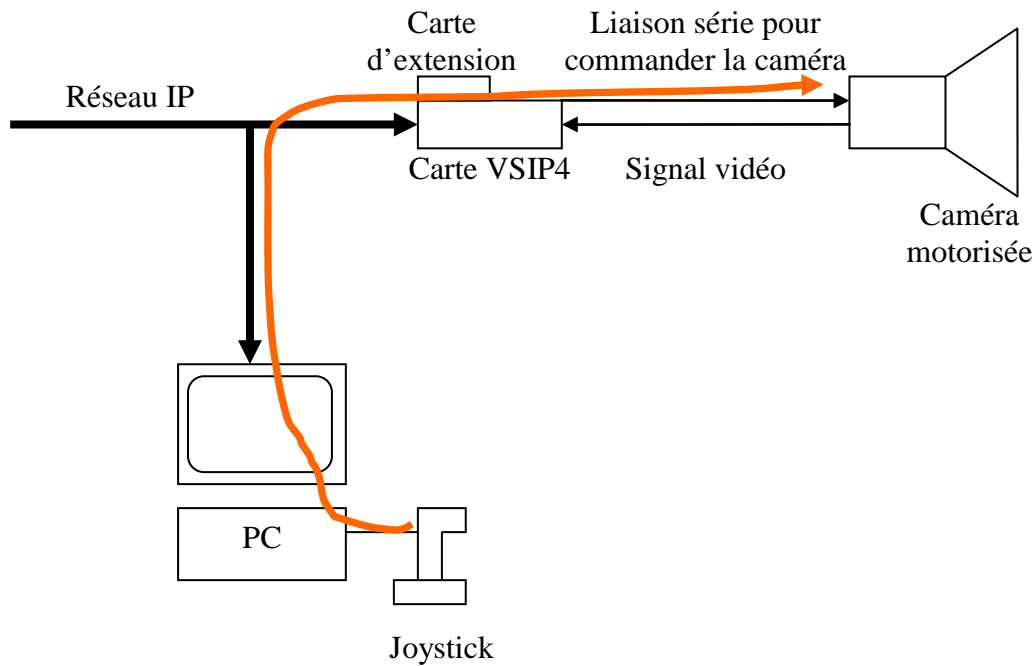 Carte
d’extension
Liaison série pour
commander la caméra
Réseau IP
Carte VSIP4
Signal vidéo
Caméra
motorisée
PC
Joystick